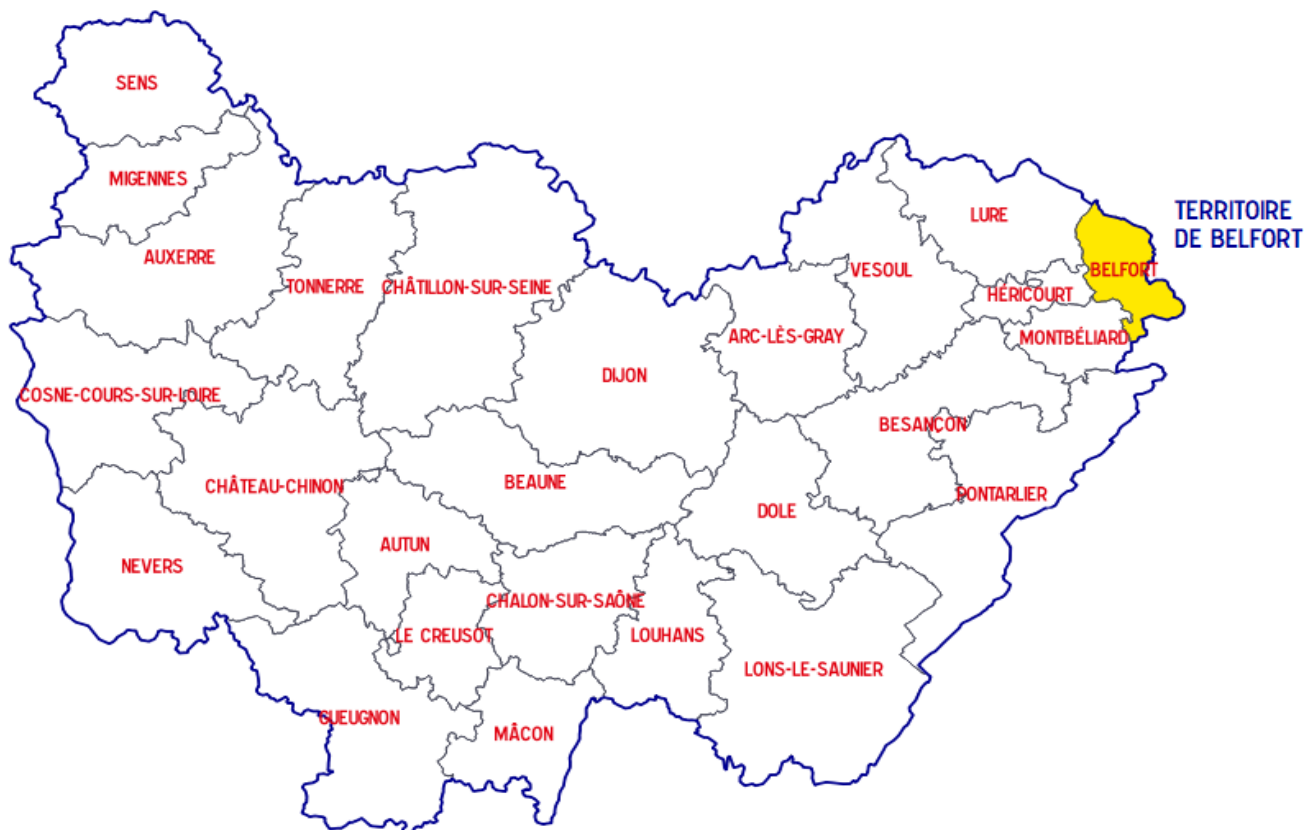 SENS
MIGENNES
AUXERRE
TONNERRE
CHÂTILLON-SUR-SEINE
LURE
TERRITOIRE
DE BELFORT
VESOUL
BELFORT
HÉRICOURT
ARC-LÈS-GRAY
MONTBÉLIARD
DIJON
COSNE-COURS-SUR-LOIRE
BESANÇON
CHÂTEAU-CHINON
BEAUNE
PONTARLIER
DOLE
AUTUN
NEVERS
CHALON-SUR-SAÔNE
LE CREUSOT
LOUHANS
LONS-LE-SAUNIER
GUEUGNON
MÂCON